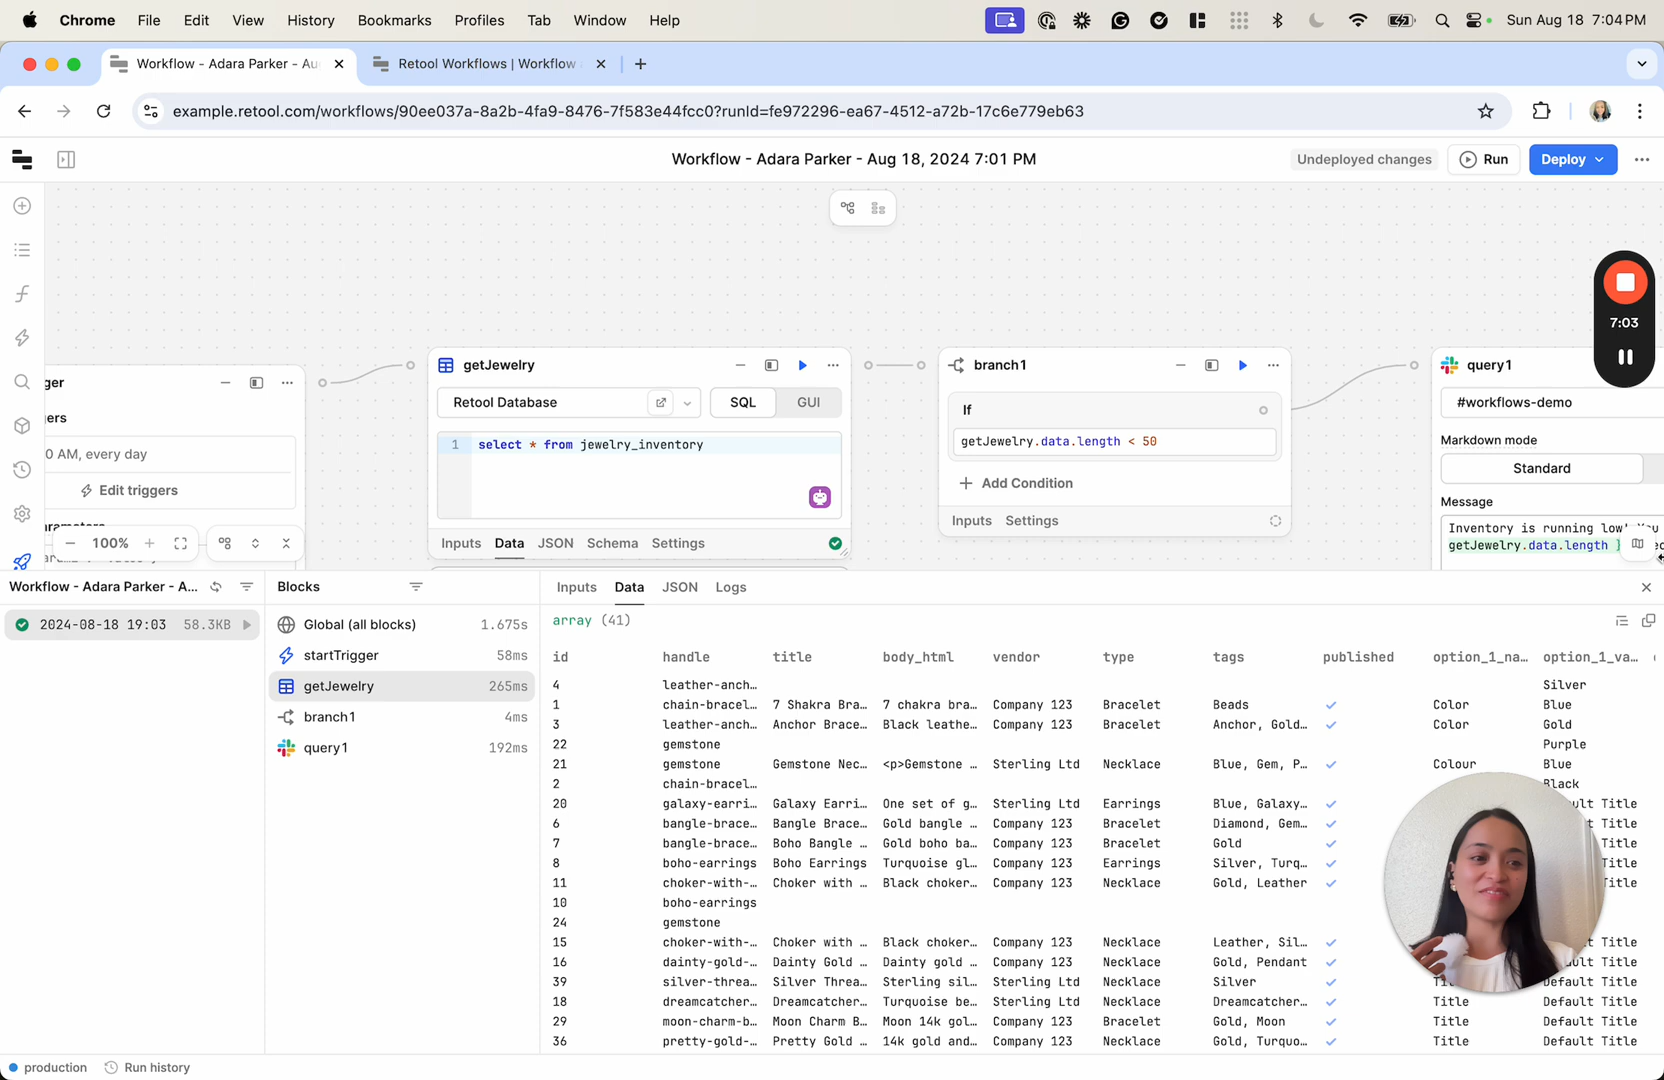 Chrome File Edit View History Bookmarks Profiles Tab Window Help Sun Aug 18 7:04 PM
Workflow - Adara Parker - Au Retool Workflows | Workflow
example.retool.com/workflows/90ee037a-8a2b-4fa9-8476-7f583e44fcc0?runId=fe972296-ea67-4512-a72b-17c6e779eb63
Workflow - Adara Parker - Aug 18, 2024 7:01 PM Undeployed changes Run Deploy
7:03
ger
ers
0 AM, every day
Edit triggers
100%
getJewelry
Retool Database SQL GUI
1 select * from jewelry_inventory
Inputs Data JSON Schema Settings
branch1
If
getJewelry.data.length < 50
Add Condition
Inputs Settings
query1
#workflows-demo
Markdown mode
Standard
Message
Inventory is running low! You
getJewelry.data.length }
Workflow - Adara Parker - A...
2024-08-18 19:03 58.3KB
Blocks
Global (all blocks) 1.675s
startTrigger 58ms
getJewelry 265ms
branch1 4ms
query1 192ms
Inputs Data JSON Logs
array (41)
id handle title body_html vendor type tags published option_1_na... option_1_va...
4 leather-anch... Silver
1 chain-bracel... 7 Shakra Bra... 7 chakra bra... Company 123 Bracelet Beads Color Blue
3 leather-anch... Anchor Brace... Black leathe... Company 123 Bracelet Anchor, Gold... Color Gold
22 gemstone Purple
21 gemstone Gemstone Nec... <p>Gemstone ... Sterling Ltd Necklace Blue, Gem, P... Colour Blue
2 chain-bracel... Black
20 galaxy-earri... Galaxy Earri... One set of g... Sterling Ltd Earrings Blue, Galaxy... Title
6 bangle-brace... Bangle Brace... Gold bangle ... Company 123 Bracelet Diamond, Gem... Title
7 bangle-brace... Boho Bangle ... Gold boho ba... Company 123 Bracelet Gold Title
8 boho-earrings Boho Earrings Turquoise gl... Company 123 Earrings Silver, Turq... Title
11 choker-with-... Choker with ... Black choker... Company 123 Necklace Gold, Leather Title
10 boho-earrings
24 gemstone
15 choker-with-... Choker with ... Black choker... Company 123 Necklace Leather, Sil... Title
16 dainty-gold-... Dainty Gold ... Dainty gold ... Company 123 Necklace Gold, Pendant Title
39 silver-threa... Silver Threa... Sterling sil... Sterling Ltd Necklace Silver Title Default Title
18 dreamcatcher... Dreamcatcher... Turquoise be... Sterling Ltd Necklace Dreamcatcher... Title Default Title
29 moon-charm-b... Moon Charm B... Moon 14k gol... Company 123 Bracelet Gold, Moon Title Default Title
36 pretty-gold-... Pretty Gold ... 14k gold and... Company 123 Necklace Gold, Turquo... Title Default Title
production Run history